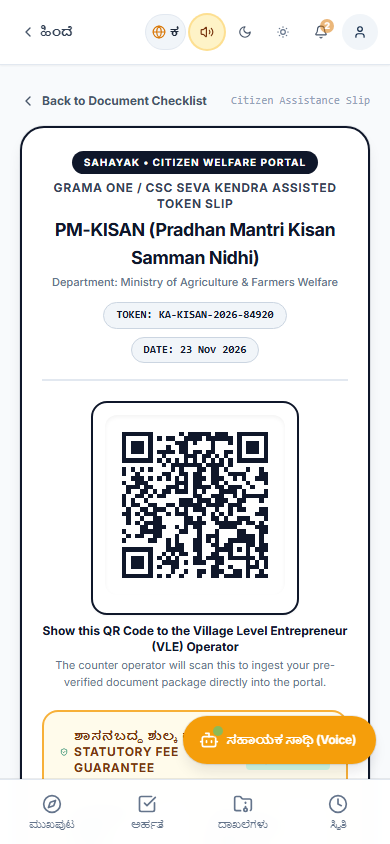 ಹಿಂದೆ
ಕ
2
Back to Document Checklist
Citizen Assistance Slip
SAHAYAK • CITIZEN WELFARE PORTAL
GRAMA ONE / CSC SEVA KENDRA ASSISTED
TOKEN SLIP
PM-KISAN (Pradhan Mantri Kisan
Samman Nidhi)
Department: Ministry of Agriculture & Farmers Welfare
TOKEN: KA-KISAN-2026-84920
DATE: 23 Nov 2026
Show this QR Code to the Village Level Entrepreneur
(VLE) Operator
The counter operator will scan this to ingest your pre-
verified document package directly into the portal.
ಶಾಸನಬದ್ಧ ಶುಲ್ಕ
STATUTORY FEE
GUARANTEE
ಸಹಾಯಕ ಸಾಥಿ (Voice)
ಮುಖಪುಟ
ಅರ್ಹತೆ
ದಾಖಲೆಗಳು
ಸ್ಥಿತಿ